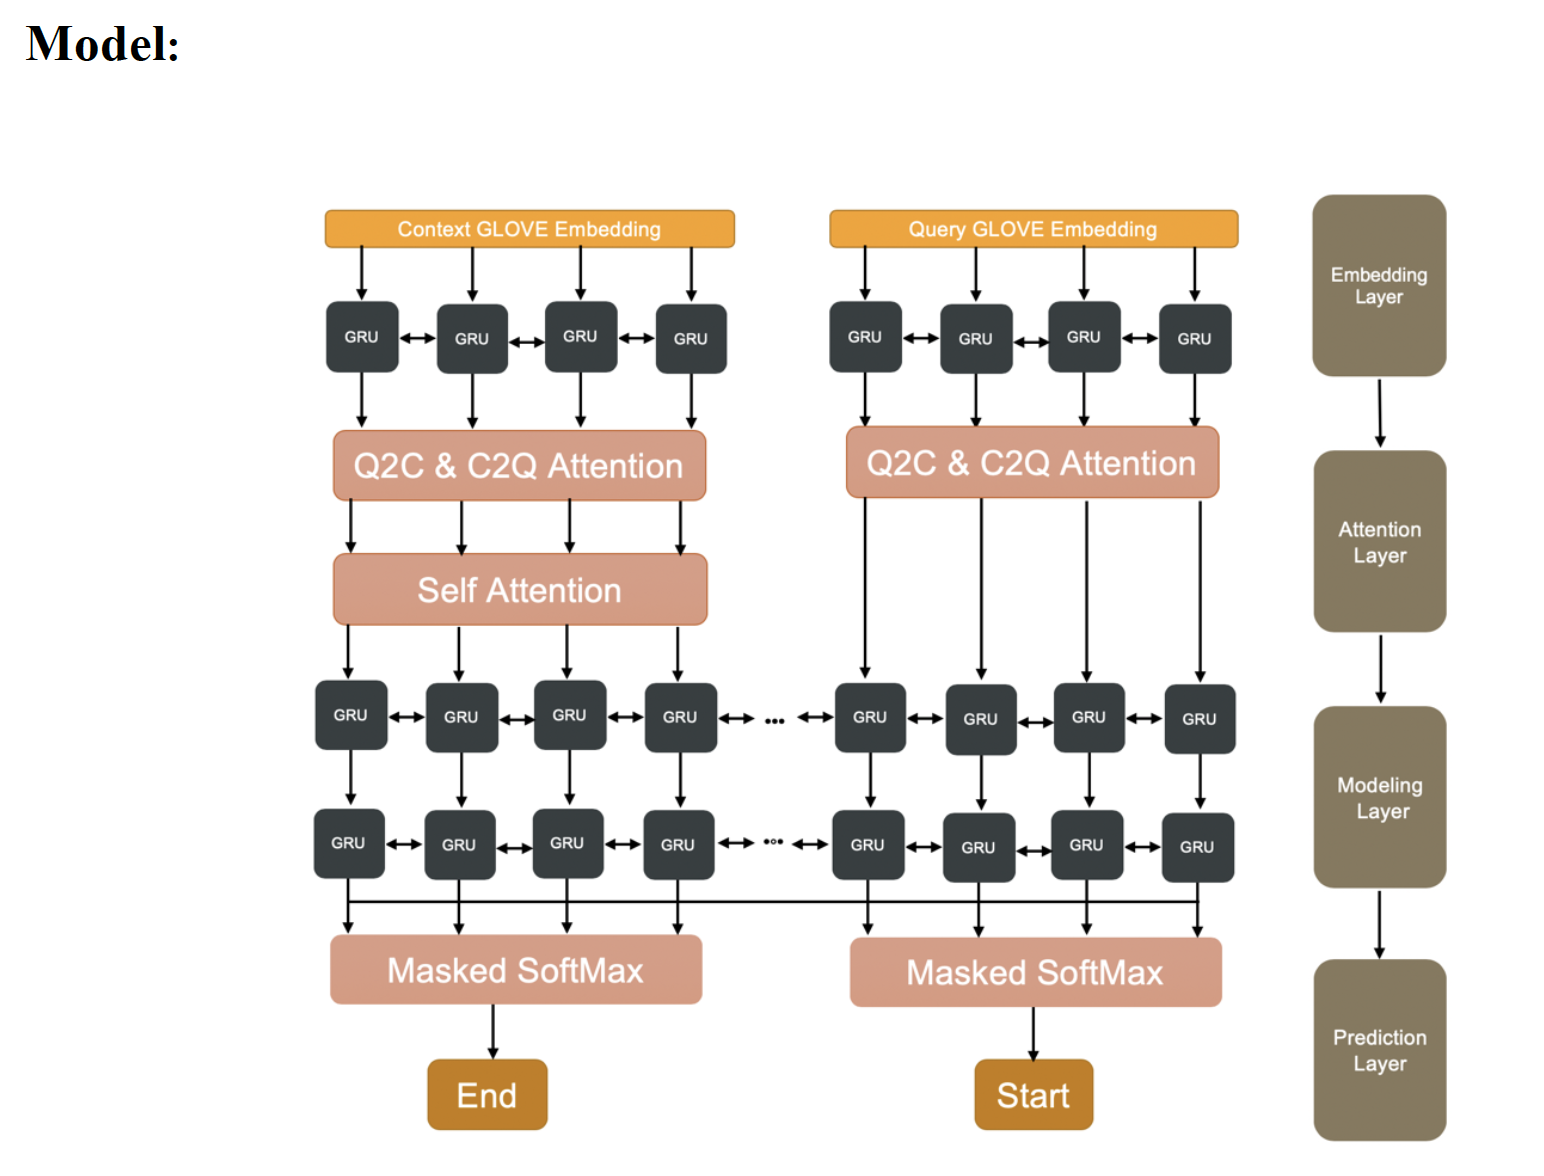 Model:
Context GLOVE Embedding
Query GLOVE Embedding
Embedding
Layer
GRU GRU GRU GRU
GRU GRU GRU GRU
Q2C & C2Q Attention
Q2C & C2Q Attention
Attention
Layer
Self Attention
GRU GRU GRU GRU ... GRU GRU GRU GRU
Modeling
Layer
GRU GRU GRU GRU ... GRU GRU GRU GRU
Masked SoftMax
Masked SoftMax
Prediction
Layer
End
Start